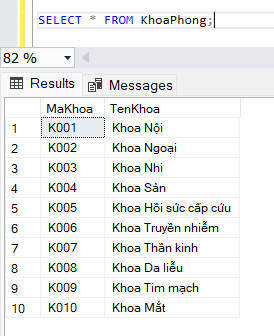 SELECT * FROM KhoaPhong;
82 %
Results Messages
MaKhoa TenKhoa
1 K001 Khoa Nội
2 K002 Khoa Ngoại
3 K003 Khoa Nhi
4 K004 Khoa Sản
5 K005 Khoa Hồi sức cấp cứu
6 K006 Khoa Truyền nhiễm
7 K007 Khoa Thần kinh
8 K008 Khoa Da liễu
9 K009 Khoa Tim mạch
10 K010 Khoa Mắt